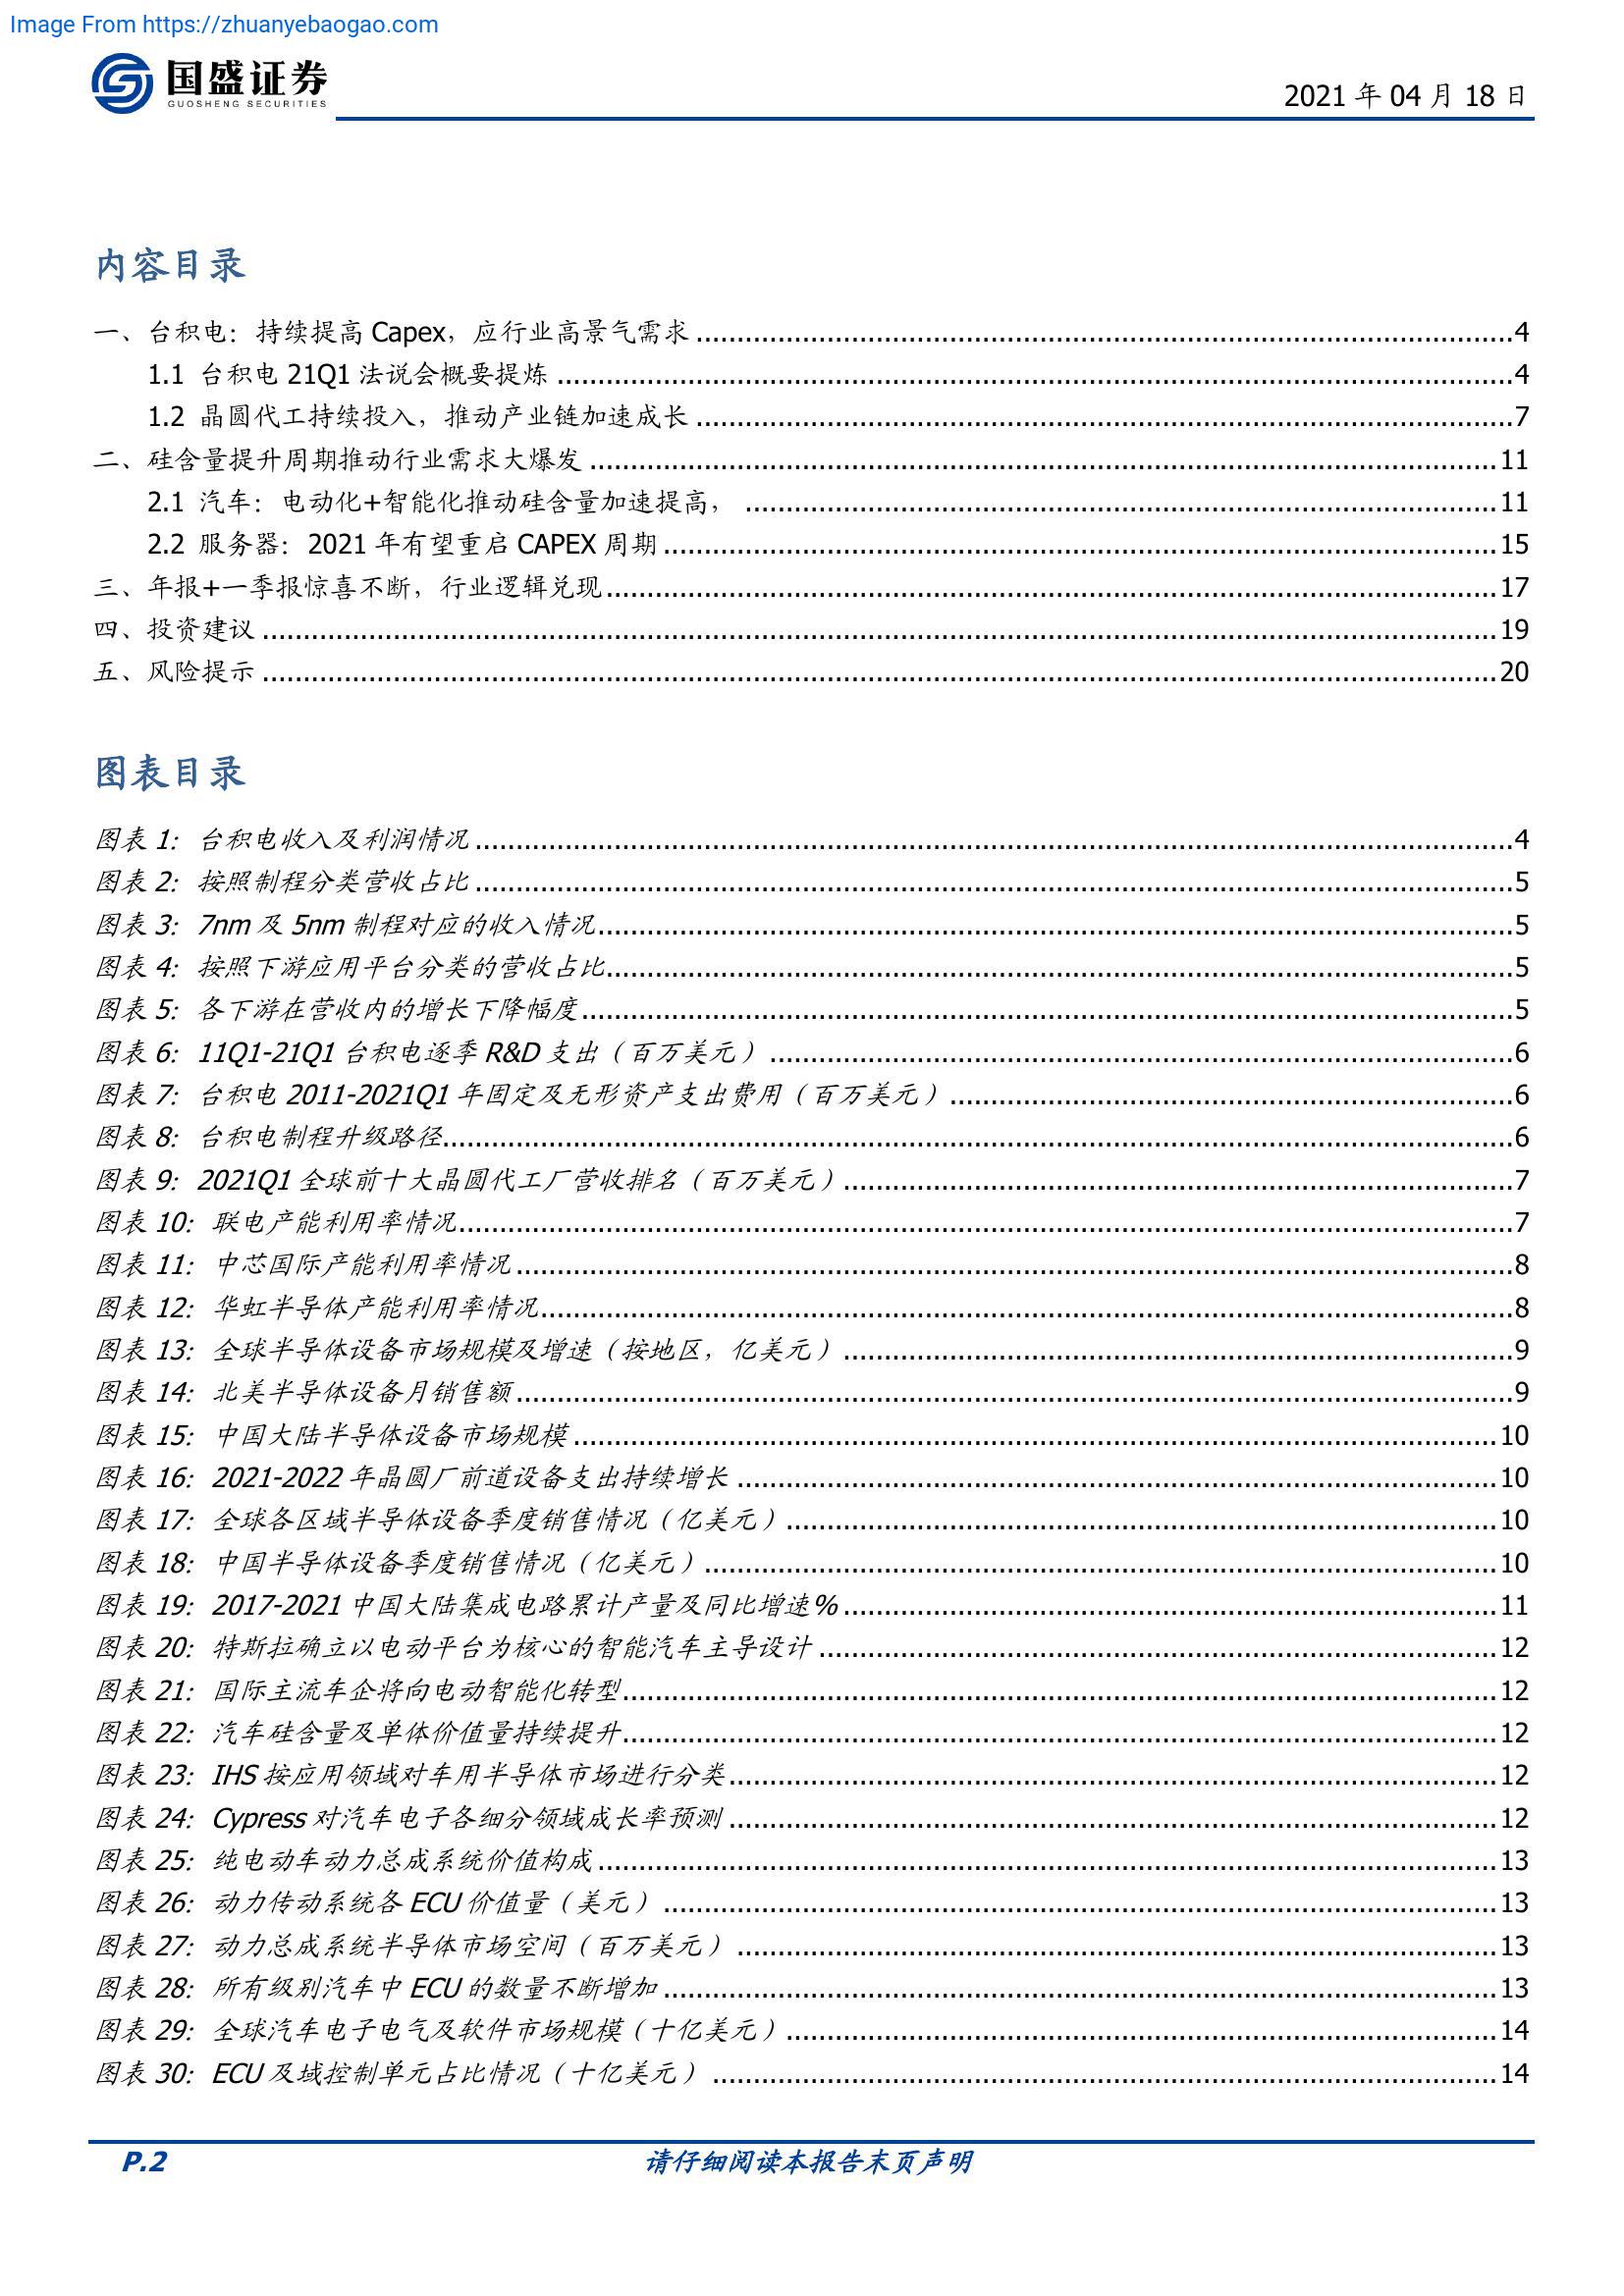 Image From https://zhuanyebaogao.com
国盛证券
GUOSHENG SECURITIES
2021 年 04 月 18 日
内容目录
一、台积电：持续提高 Capex，应行业高景气需求 4
1.1 台积电 21Q1 法说会概要提炼 4
1.2 晶圆代工持续投入，推动产业链加速成长 7
二、硅含量提升周期推动行业需求大爆发 11
2.1 汽车：电动化+智能化推动硅含量加速提高， 11
2.2 服务器：2021 年有望重启 CAPEX 周期 15
三、年报+一季报惊喜不断，行业逻辑兑现 17
四、投资建议 19
五、风险提示 20
图表目录
图表 1：台积电收入及利润情况 4
图表 2：按照制程分类营收占比 5
图表 3：7nm 及 5nm 制程对应的收入情况 5
图表 4：按照下游应用平台分类的营收占比 5
图表 5：各下游在营收内的增长下降幅度 5
图表 6：11Q1-21Q1 台积电逐季 R&D 支出（百万美元） 6
图表 7：台积电 2011-2021Q1 年固定及无形资产支出费用（百万美元） 6
图表 8：台积电制程升级路径 6
图表 9：2021Q1 全球前十大晶圆代工厂营收排名（百万美元） 7
图表 10：联电产能利用率情况 7
图表 11：中芯国际产能利用率情况 8
图表 12：华虹半导体产能利用率情况 8
图表 13：全球半导体设备市场规模及增速（按地区，亿美元） 9
图表 14：北美半导体设备月销售额 9
图表 15：中国大陆半导体设备市场规模 10
图表 16：2021-2022 年晶圆厂前道设备支出持续增长 10
图表 17：全球各区域半导体设备季度销售情况（亿美元） 10
图表 18：中国半导体设备季度销售情况（亿美元） 10
图表 19：2017-2021 中国大陆集成电路累计产量及同比增速% 11
图表 20：特斯拉确立以电动平台为核心的智能汽车主导设计 12
图表 21：国际主流车企将向电动智能化转型 12
图表 22：汽车硅含量及单体价值量持续提升 12
图表 23：IHS 按应用领域对车用半导体市场进行分类 12
图表 24：Cypress 对汽车电子各细分领域成长率预测 12
图表 25：纯电动车动力总成系统价值构成 13
图表 26：动力传动系统各 ECU 价值量（美元） 13
图表 27：动力总成系统半导体市场空间（百万美元） 13
图表 28：所有级别汽车中 ECU 的数量不断增加 13
图表 29：全球汽车电子电气及软件市场规模（十亿美元） 14
图表 30：ECU 及域控制单元占比情况（十亿美元） 14
P.2 请仔细阅读本报告末页声明